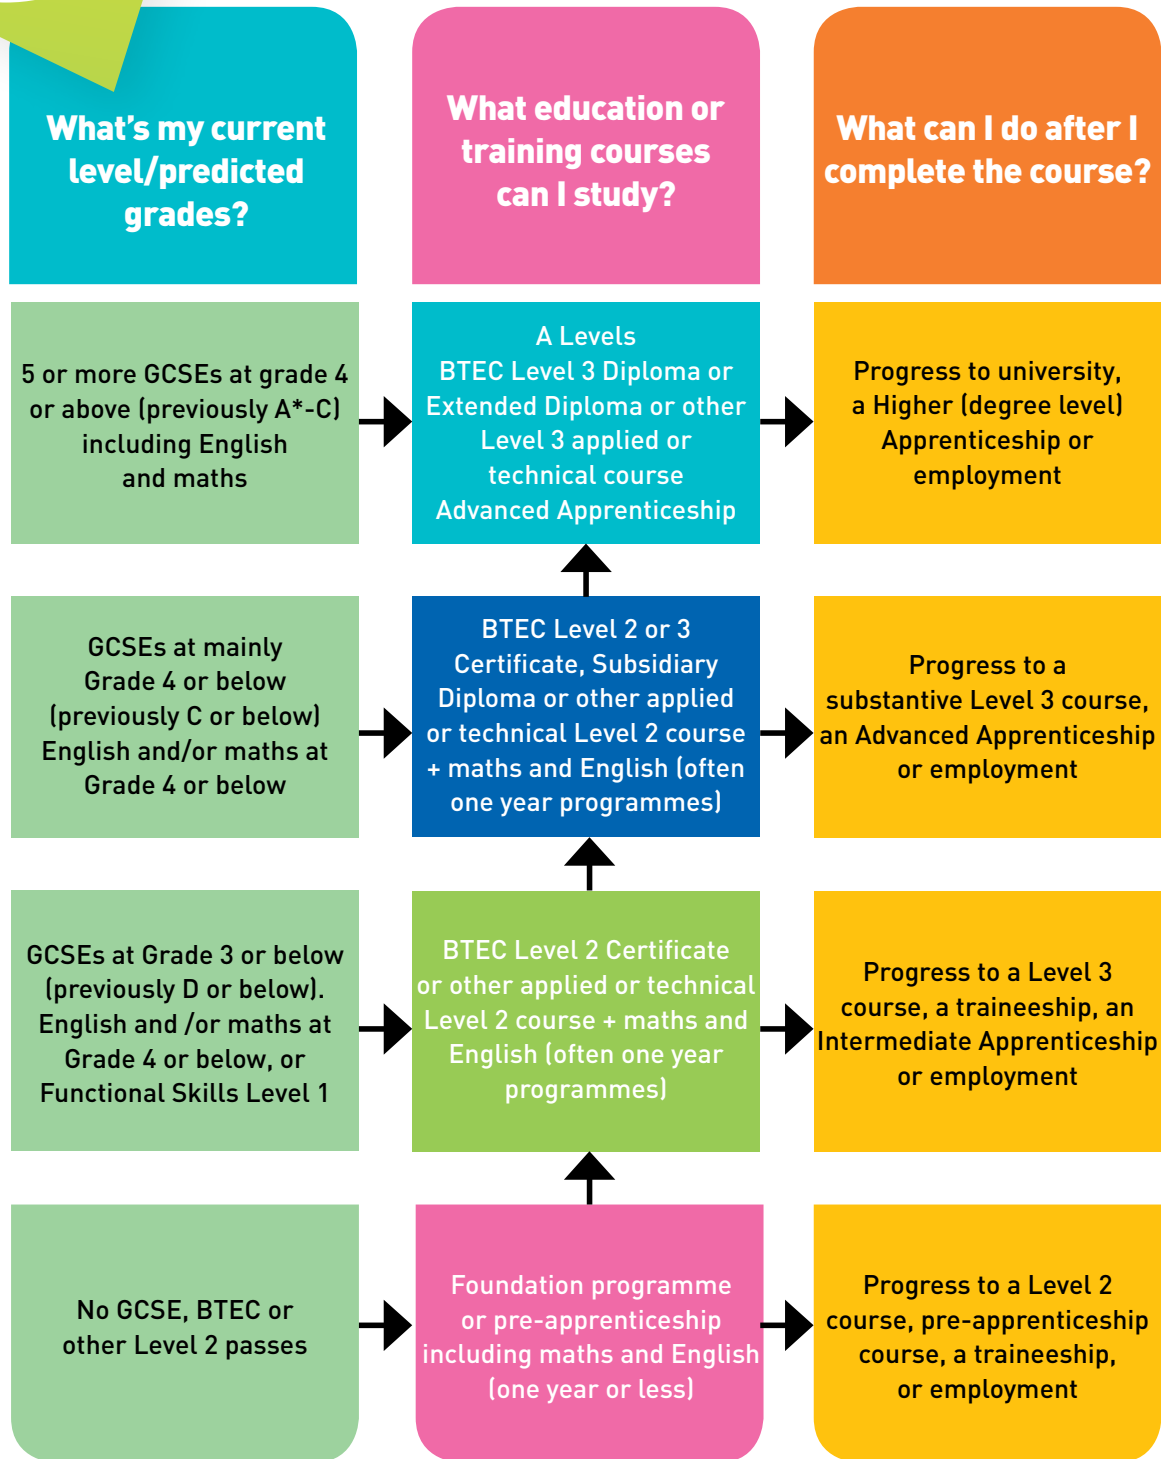 What's my current
level/predicted
grades?
What education or
training courses
can I study?
What can I do after I
complete the course?
5 or more GCSEs at grade 4
or above (previously A*-C)
including English
and maths
A Levels
BTEC Level 3 Diploma or
Extended Diploma or other
Level 3 applied or
technical course
Advanced Apprenticeship
Progress to university,
a Higher (degree level)
Apprenticeship or
employment
GCSEs at mainly
Grade 4 or below
(previously C or below)
English and/or maths at
Grade 4 or below
BTEC Level 2 or 3
Certificate, Subsidiary
Diploma or other applied
or technical Level 2 course
+ maths and English (often
one year programmes)
Progress to a
substantive Level 3 course,
an Advanced Apprenticeship
or employment
GCSEs at Grade 3 or below
(previously D or below).
English and /or maths at
Grade 4 or below, or
Functional Skills Level 1
BTEC Level 2 Certificate
or other applied or technical
Level 2 course + maths and
English (often one year
programmes)
Progress to a Level 3
course, a traineeship, an
Intermediate Apprenticeship
or employment
No GCSE, BTEC or
other Level 2 passes
Foundation programme
or pre-apprenticeship
including maths and English
(one year or less)
Progress to a Level 2
course, pre-apprenticeship
course, a traineeship,
or employment